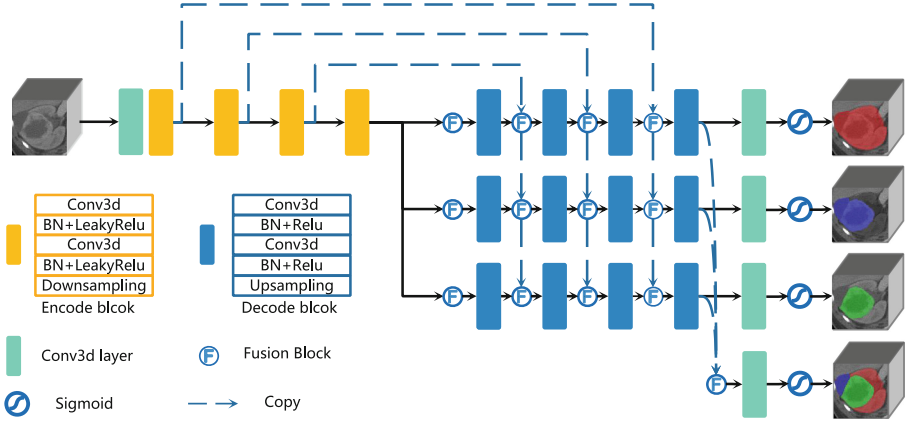 F F F F
F F F F
Conv3d Conv3d
BN+LeakyRelu BN+Relu
Conv3d Conv3d
BN+LeakyRelu BN+Relu
Downsampling Upsampling
Encode blcok Decode blcok
F F F F
Conv3d layer F Fusion Block
F
Sigmoid Copy